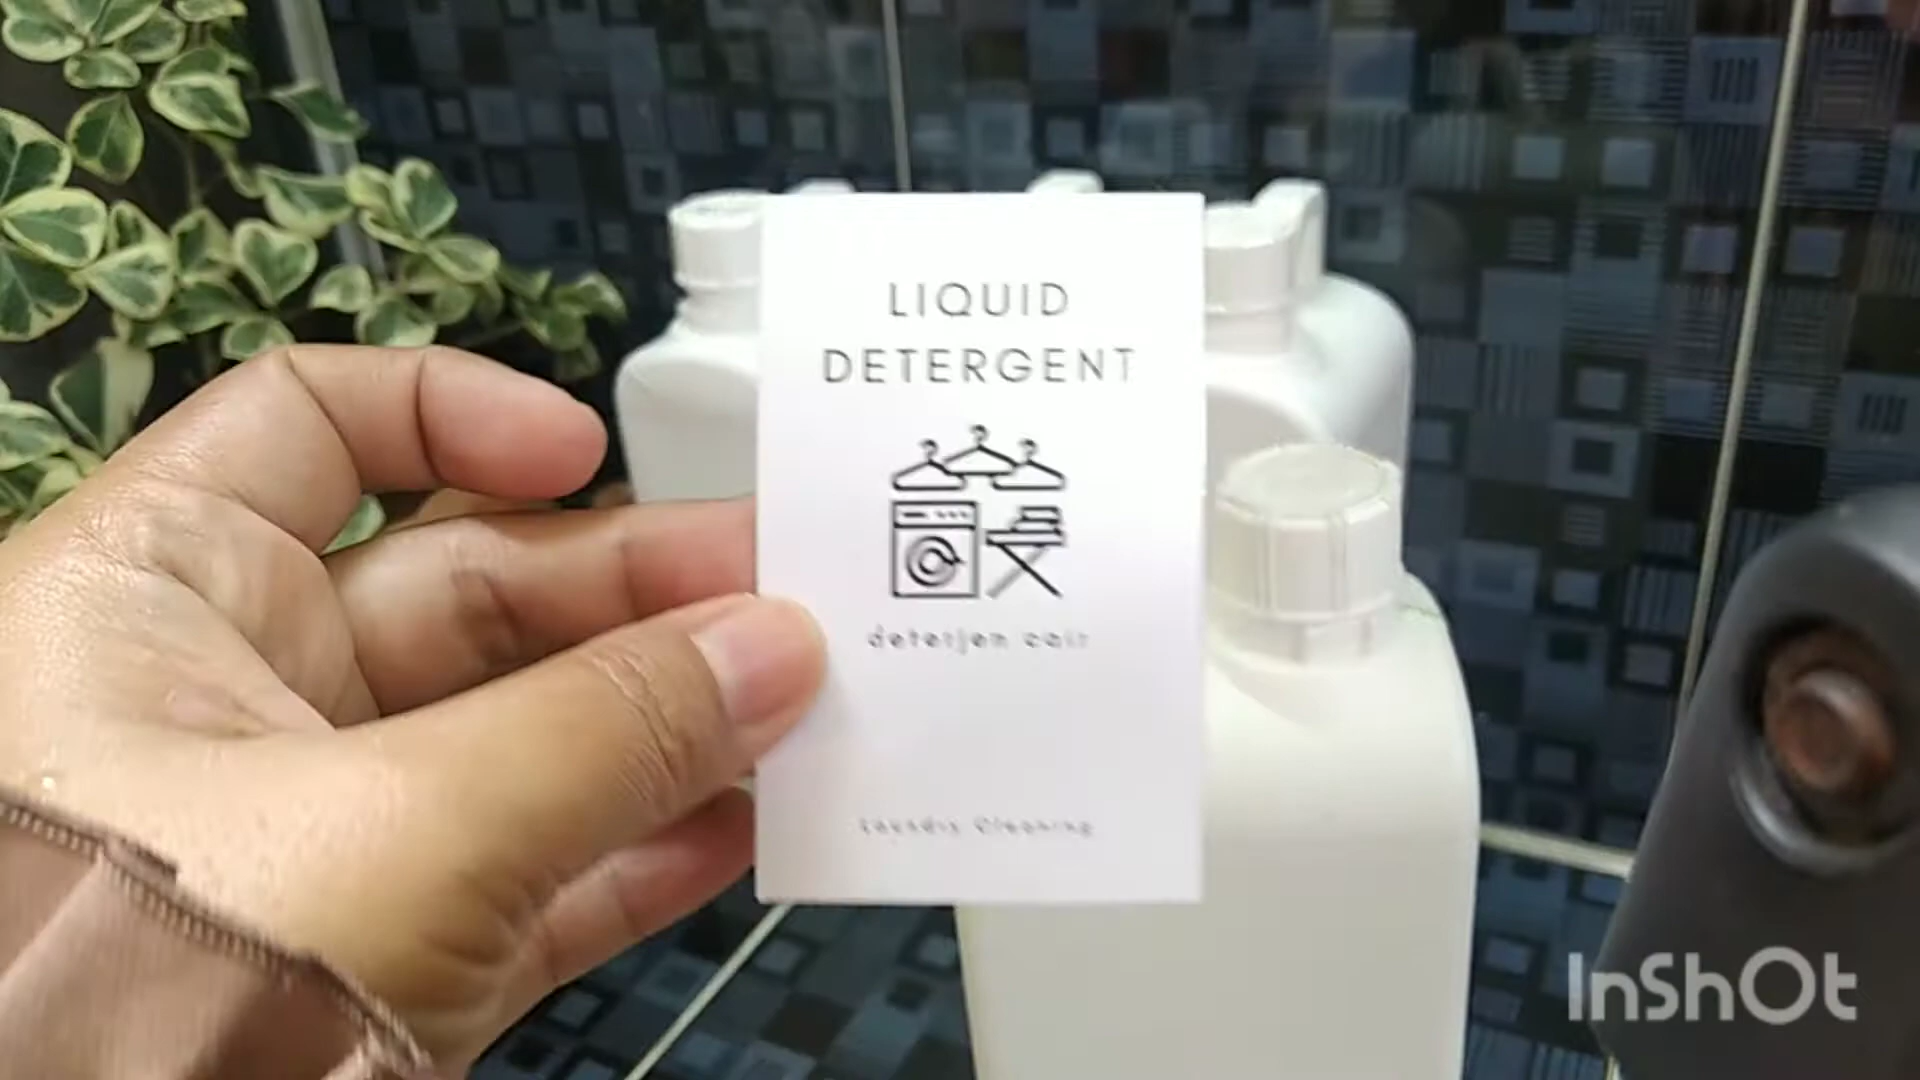 LIQUID
DETERGENT
deterjen cair
Laundry Cleaning
InShOt